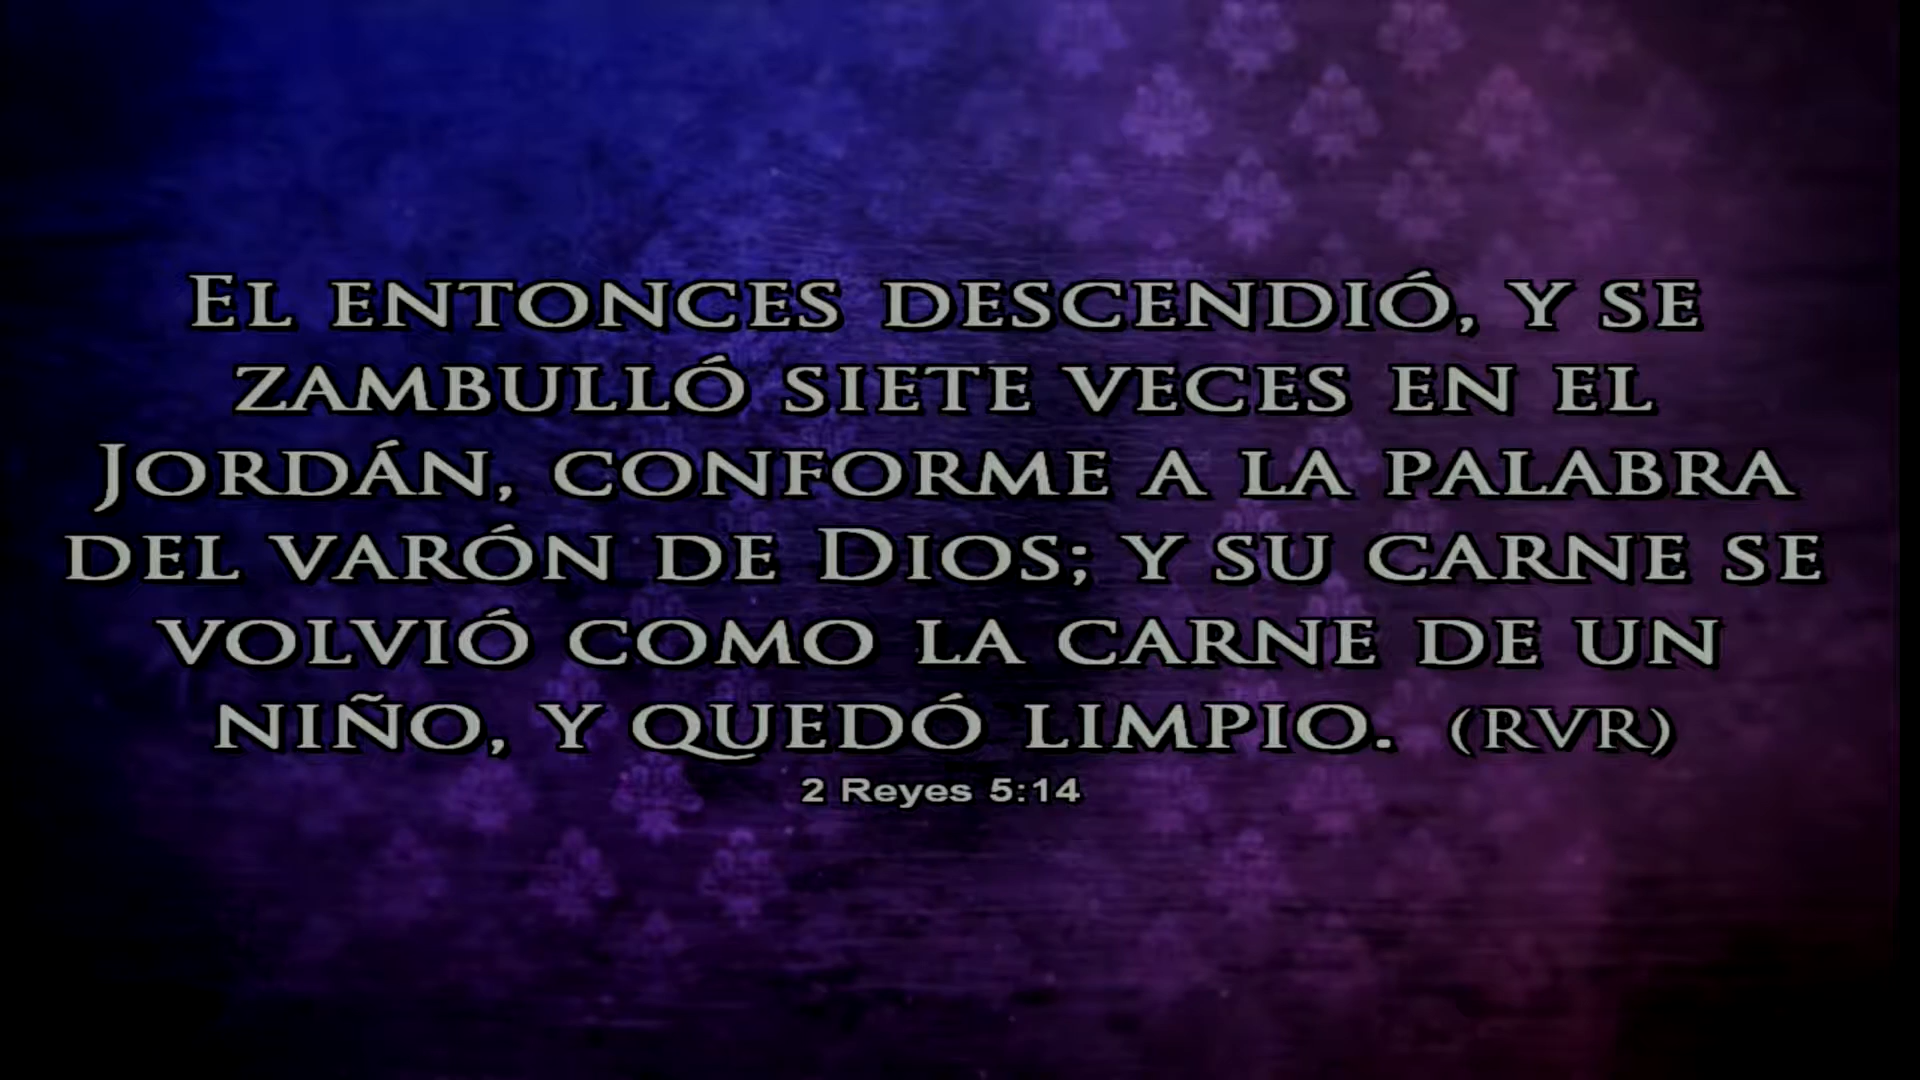 El entonces descendió, y se
zambulló siete veces en el
Jordán, conforme a la palabra
del varón de Dios; y su carne se
volvió como la carne de un
niño, y quedó limpio. (RVR)
2 Reyes 5:14